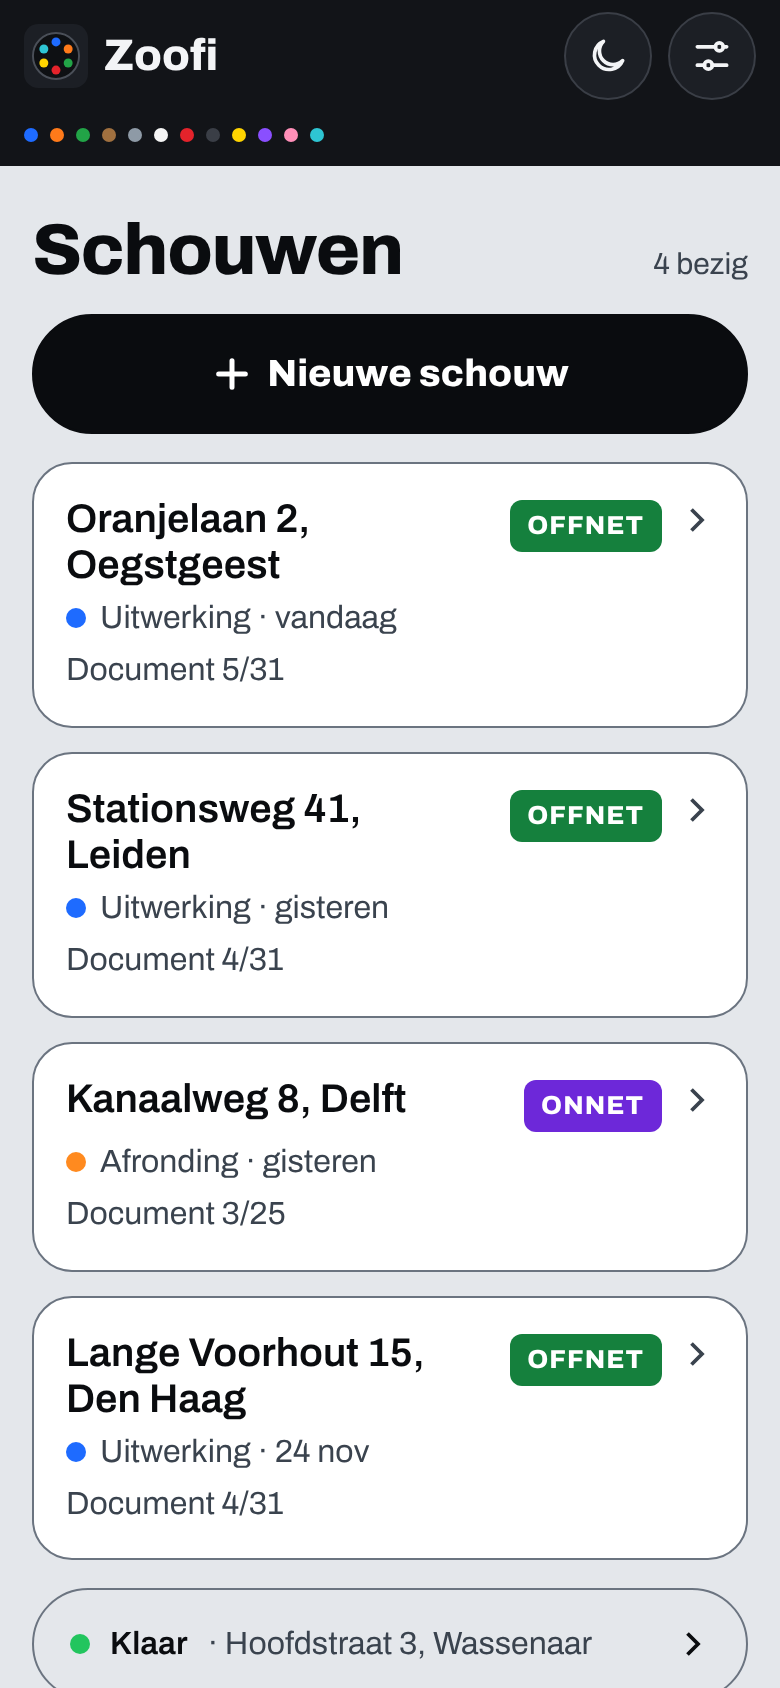 Zoofi
Schouwen
4 bezig
Nieuwe schouw
Oranjelaan 2,
Oegstgeest
OFFNET
Uitwerking · vandaag
Document 5/31
Stationsweg 41,
Leiden
OFFNET
Uitwerking · gisteren
Document 4/31
Kanaalweg 8, Delft
ONNET
Afronding · gisteren
Document 3/25
Lange Voorhout 15,
Den Haag
OFFNET
Uitwerking · 24 nov
Document 4/31
Klaar · Hoofdstraat 3, Wassenaar